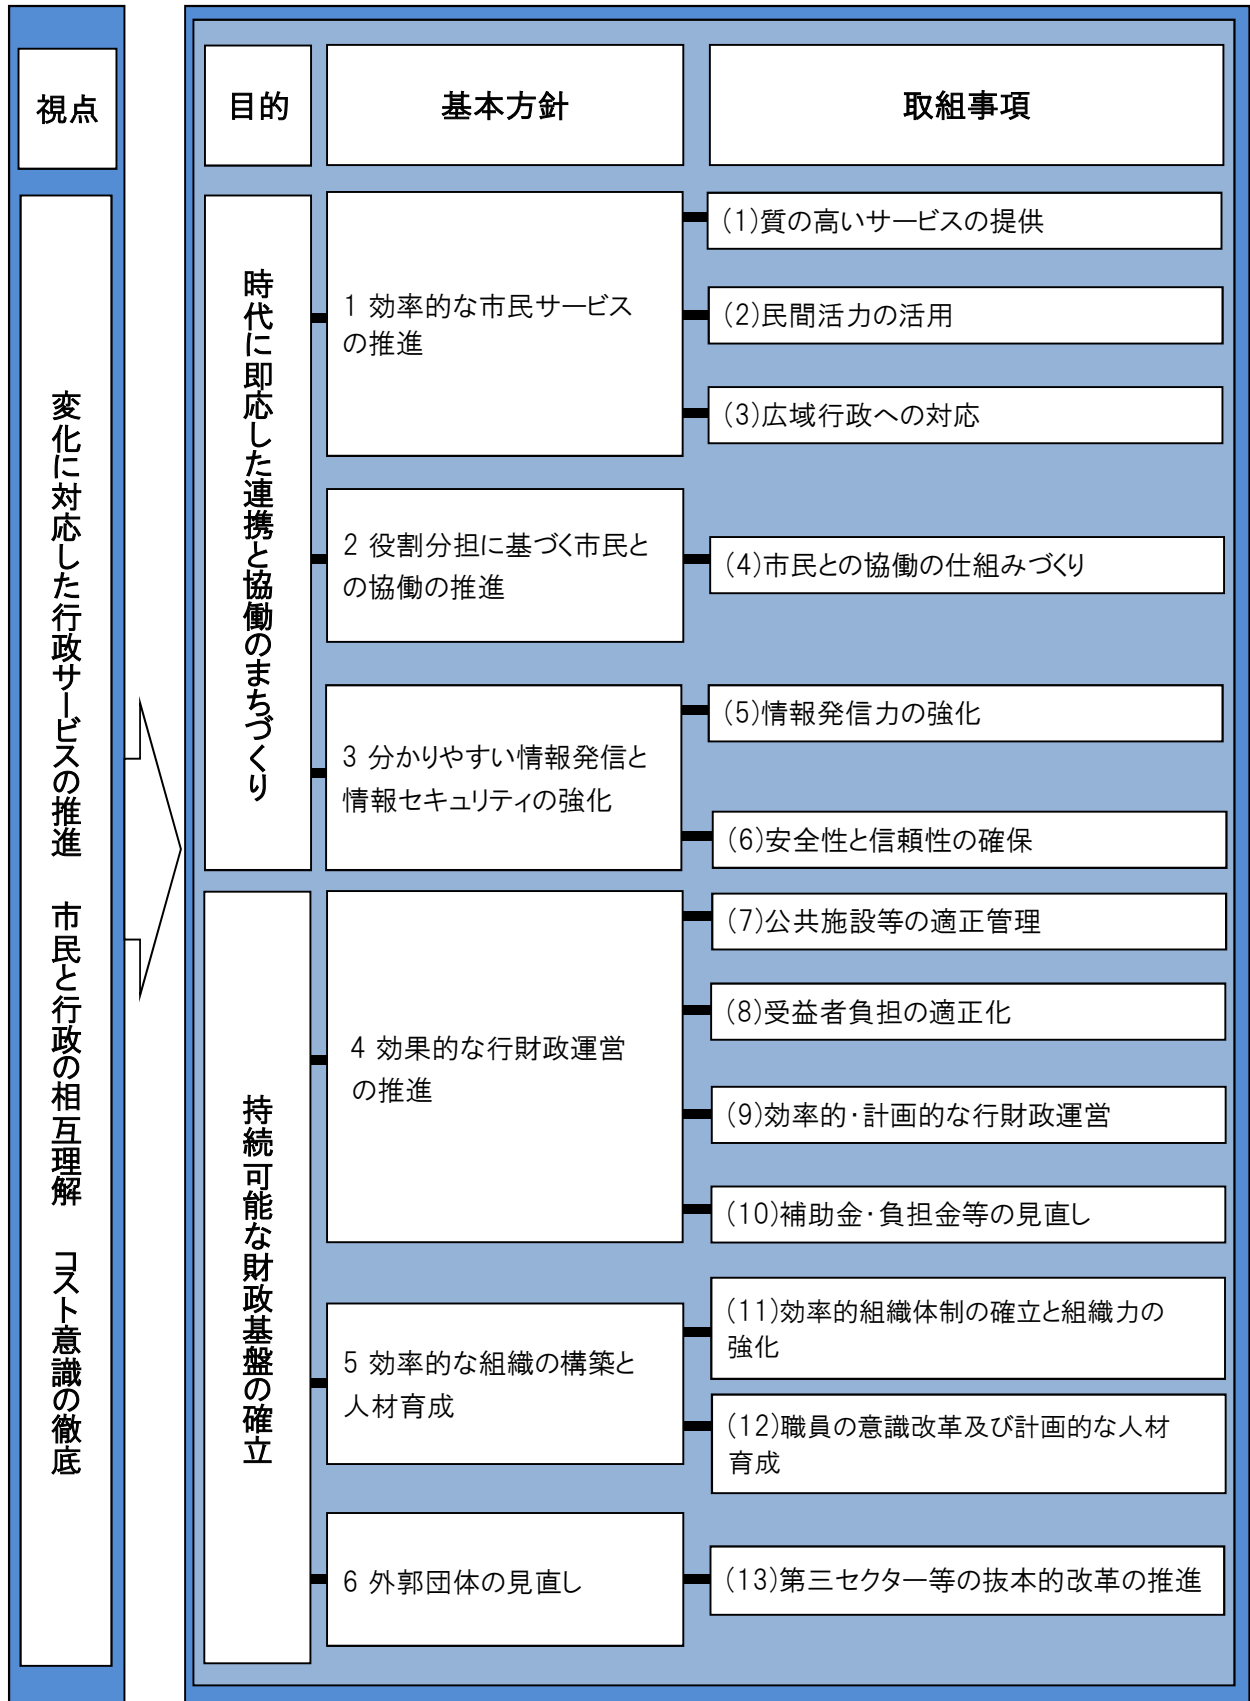 視点
変化に対応した行政サービスの推進　市民と行政の相互理解　コスト意識の徹底
目的
基本方針
取組事項
時代に即応した連携と協働のまちづくり
1 効率的な市民サービス
の推進
(1)質の高いサービスの提供
(2)民間活力の活用
(3)広域行政への対応
2 役割分担に基づく市民と
の協働の推進
(4)市民との協働の仕組みづくり
3 分かりやすい情報発信と
情報セキュリティの強化
(5)情報発信力の強化
(6)安全性と信頼性の確保
持続可能な財政基盤の確立
4 効果的な行財政運営
の推進
(7)公共施設等の適正管理
(8)受益者負担の適正化
(9)効率的・計画的な行財政運営
(10)補助金・負担金等の見直し
5 効率的な組織の構築と
人材育成
(11)効率的組織体制の確立と組織力の
強化
(12)職員の意識改革及び計画的な人材
育成
6 外郭団体の見直し
(13)第三セクター等の抜本的改革の推進